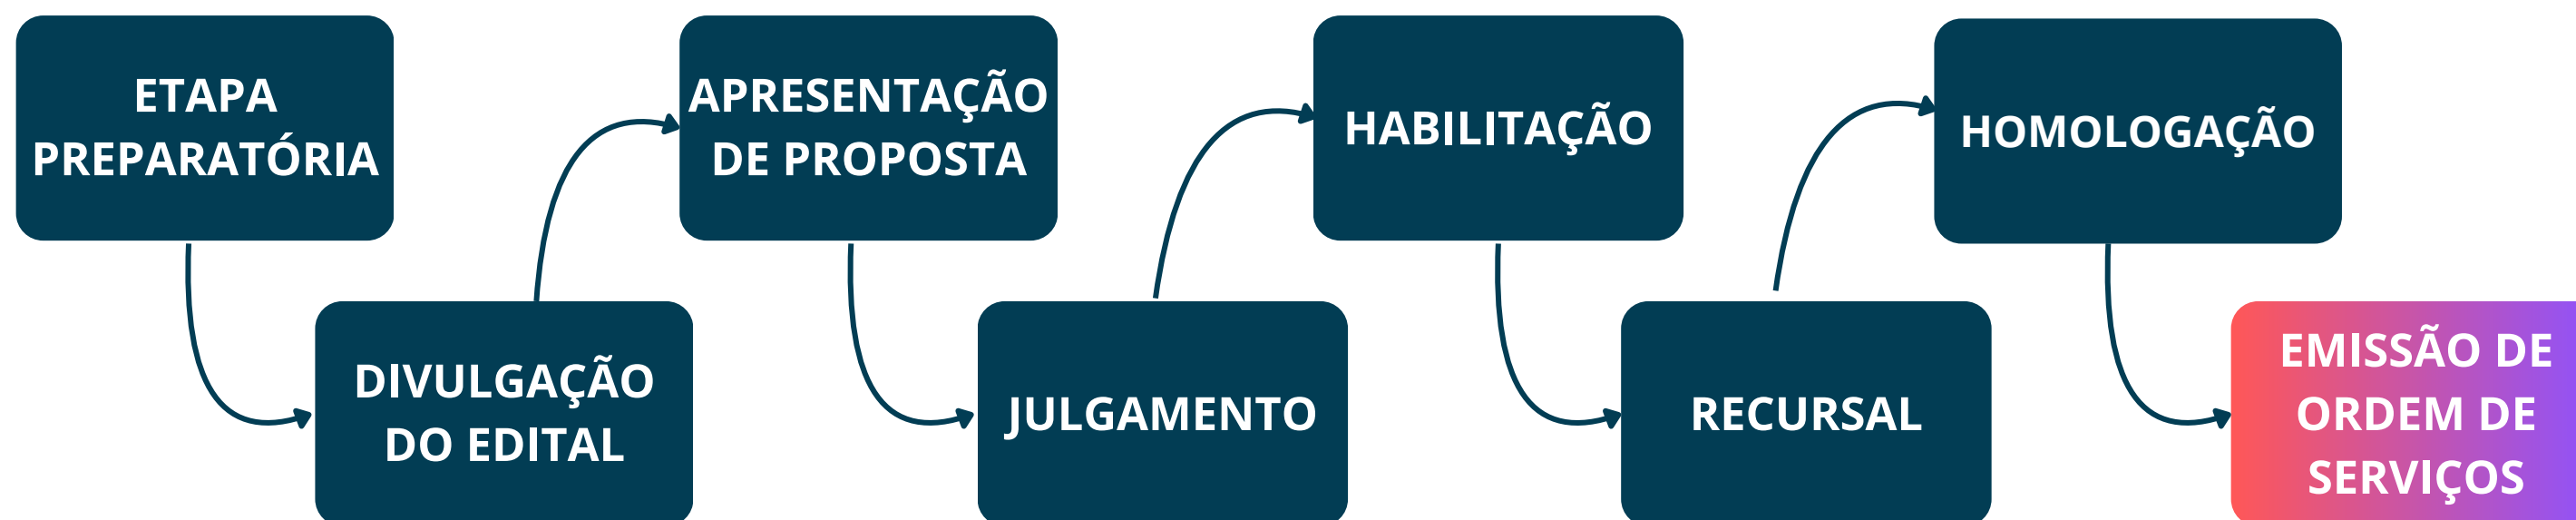 ETAPA
PREPARATÓRIA
DIVULGAÇÃO
DO EDITAL
APRESENTAÇÃO
DE PROPOSTA
JULGAMENTO
HABILITAÇÃO
RECURSAL
HOMOLOGAÇÃO
EMISSÃO DE
ORDEM DE
SERVIÇOS